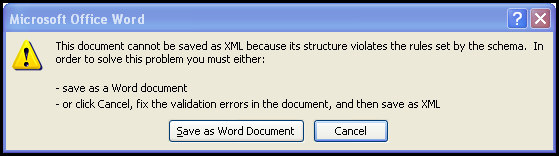 Microsoft Office Word
This document cannot be saved as XML because its structure violates the rules set by the schema.  In
order to solve this problem you must either:
- save as a Word document
- or click Cancel, fix the validation errors in the document, and then save as XML
Save as Word Document Cancel